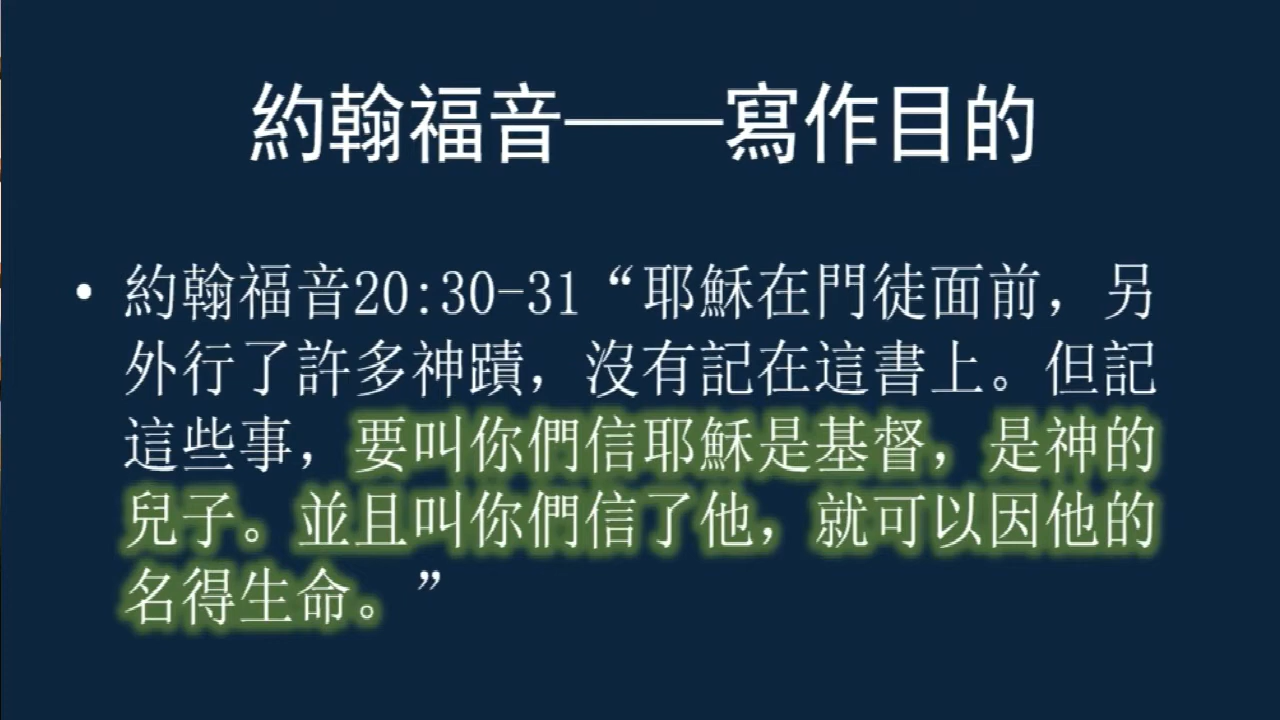 約翰福音——寫作目的
• 約翰福音20:30-31“耶穌在門徒面前，另
外行了許多神蹟，沒有記在這書上。但記
這些事，要叫你們信耶穌是基督，是神的
兒子。並且叫你們信了他，就可以因他的
名得生命。”